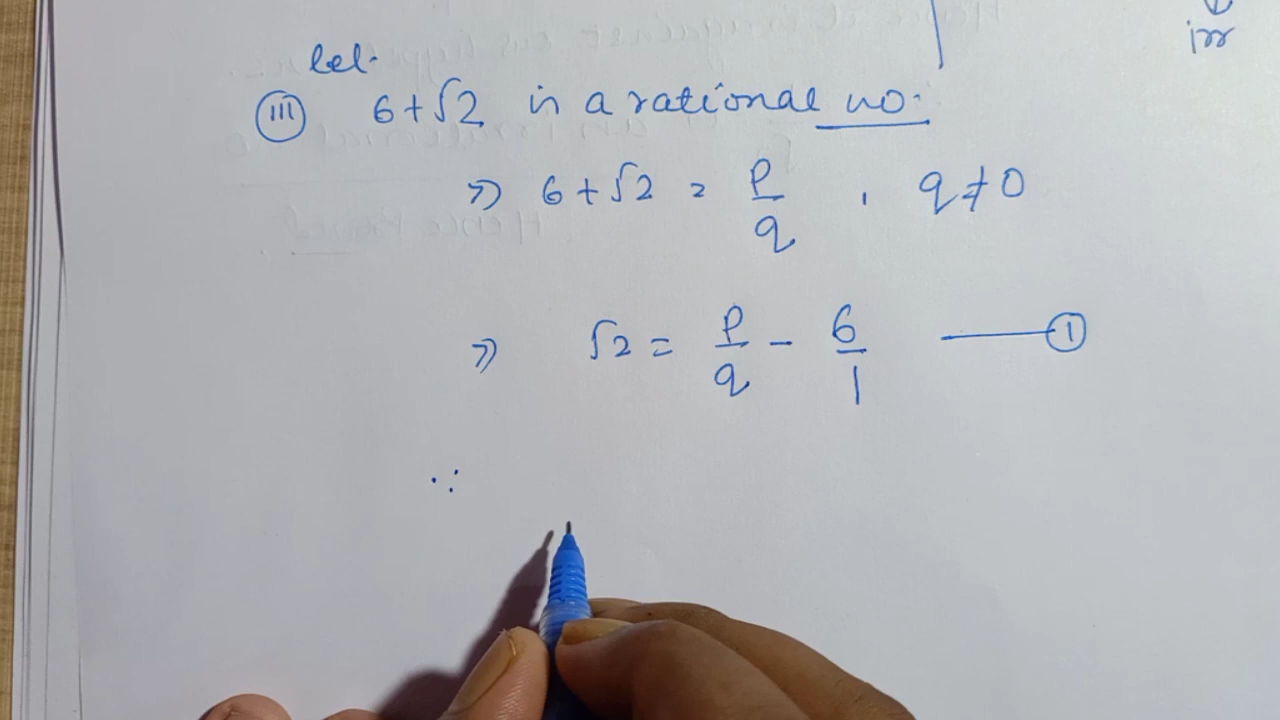 let.
irr
(iii) 6+√2 is a rational no.
⇒ 6+√2 = p/q , q≠0
⇒ √2 = p/q - 6/1 —— (1)
∵